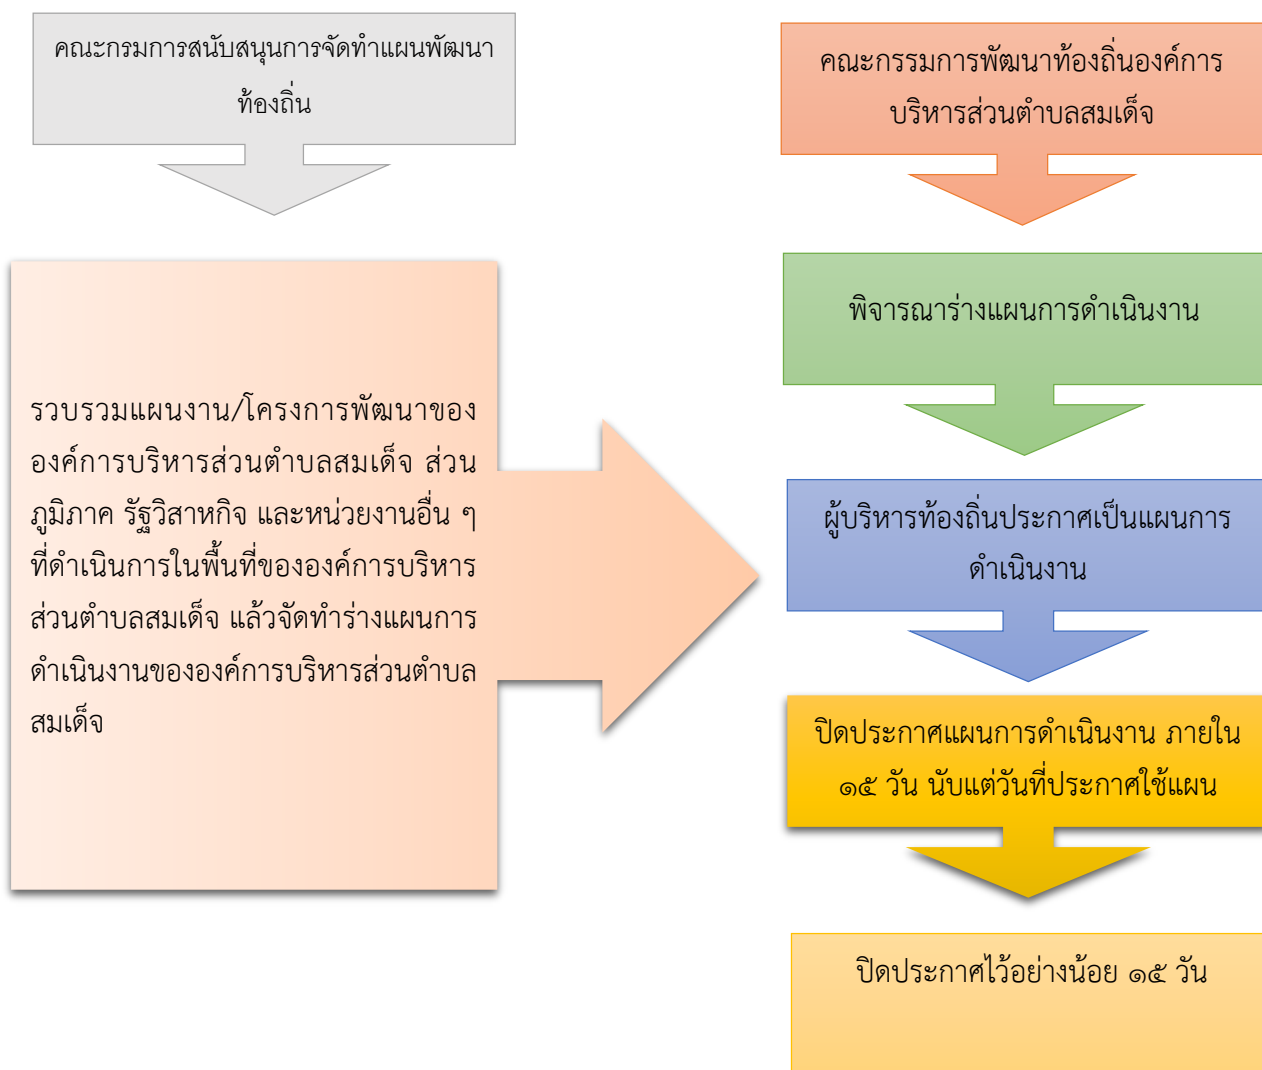 คณะกรมการสนับสนุนการจัดทำแผนพัฒนา
ท้องถิ่น
รวบรวมแผนงาน/โครงการพัฒนาของ
องค์การบริหารส่วนตำบลสมเด็จ ส่วน
ภูมิภาค รัฐวิสาหกิจ และหน่วยงานอื่น ๆ
ที่ดำเนินการในพื้นที่ขององค์การบริหาร
ส่วนตำบลสมเด็จ แล้วจัดทำร่างแผนการ
ดำเนินงานขององค์การบริหารส่วนตำบล
สมเด็จ
คณะกรรมการพัฒนาท้องถิ่นองค์การ
บริหารส่วนตำบลสมเด็จ
พิจารณาร่างแผนการดำเนินงาน
ผู้บริหารท้องถิ่นประกาศเป็นแผนการ
ดำเนินงาน
ปิดประกาศแผนการดำเนินงาน ภายใน
๑๕ วัน นับแต่วันที่ประกาศใช้แผน
ปิดประกาศไว้อย่างน้อย ๑๕ วัน